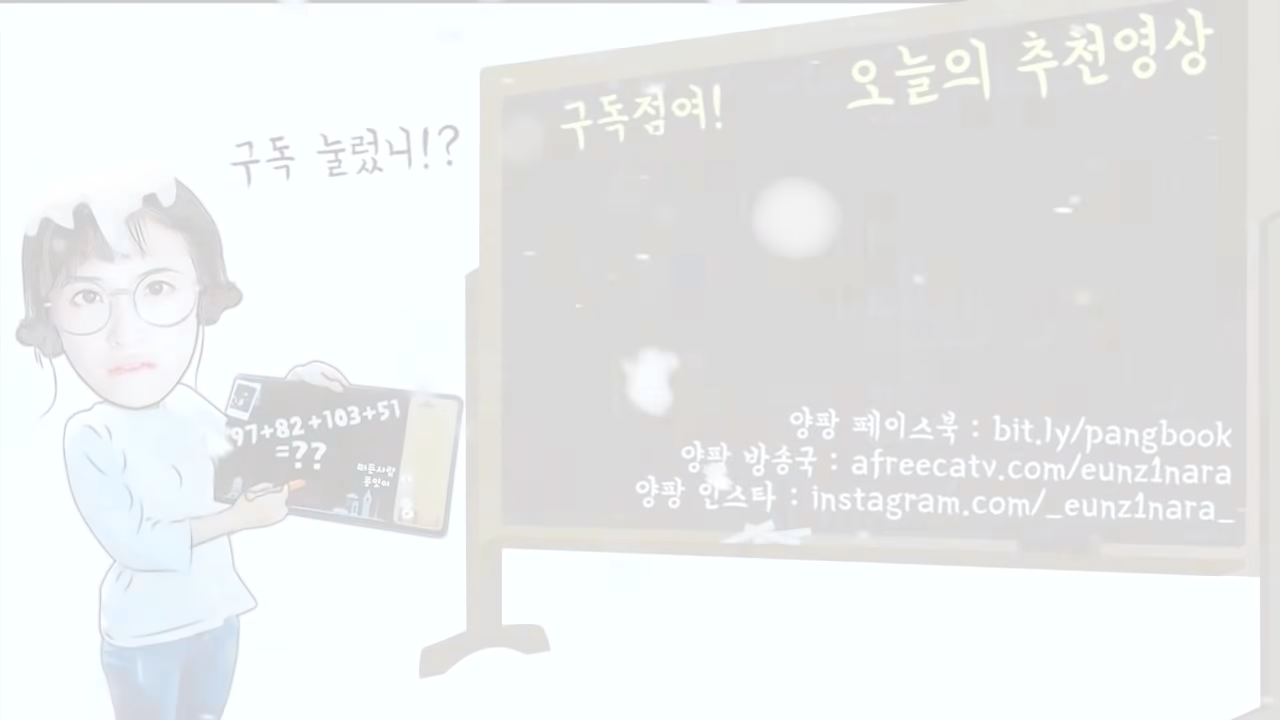 오늘의 추천영상
구독점여!
구독 눌렀니!?
97+82+103+51
=??
양팡 페이스북 : bit.ly/pangbook
양팡 방송국 : afreecatv.com/eunz1nara
양팡 인스타 : instagram.com/_eunz1nara_